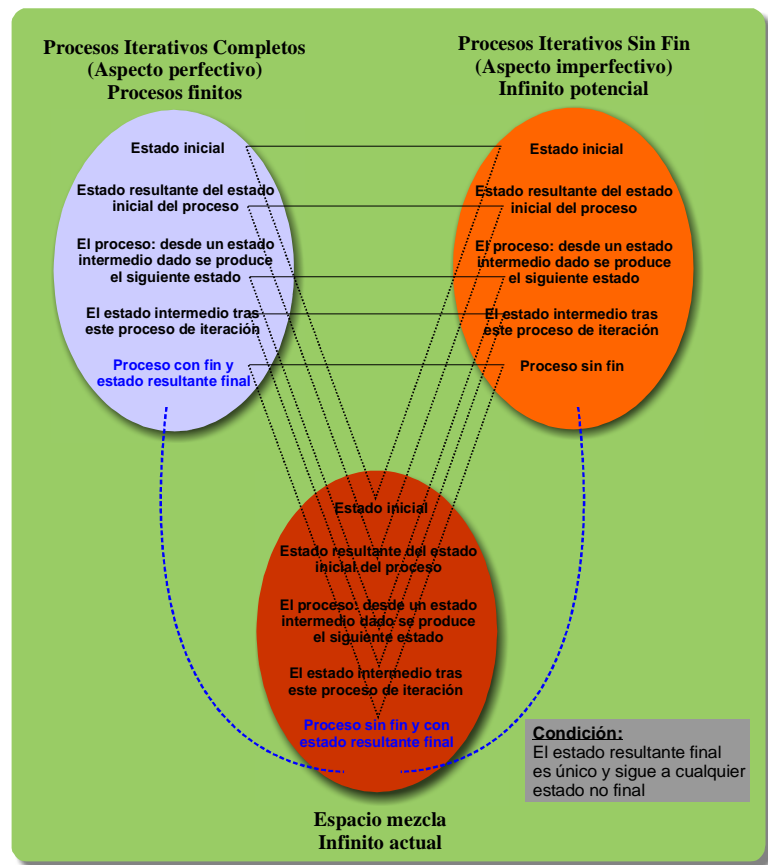 Procesos Iterativos Completos
(Aspecto perfectivo)
Procesos finitos
Procesos Iterativos Sin Fin
(Aspecto imperfectivo)
Infinito potencial
Estado inicial
Estado resultante del estado
inicial del proceso
El proceso: desde un estado
intermedio dado se produce
el siguiente estado
El estado intermedio tras
este proceso de iteración
Proceso con fin y
estado resultante final
Estado inicial
Estado resultante del estado
inicial del proceso
El proceso: desde un estado
intermedio dado se produce
el siguiente estado
El estado intermedio tras
este proceso de iteración
Proceso sin fin
Estado inicial
Estado resultante del estado
inicial del proceso
El proceso: desde un estado
intermedio dado se produce
el siguiente estado
El estado intermedio tras
este proceso de iteración
Proceso sin fin y con
estado resultante final
Condición:
El estado resultante final
es único y sigue a cualquier
estado no final
Espacio mezcla
Infinito actual